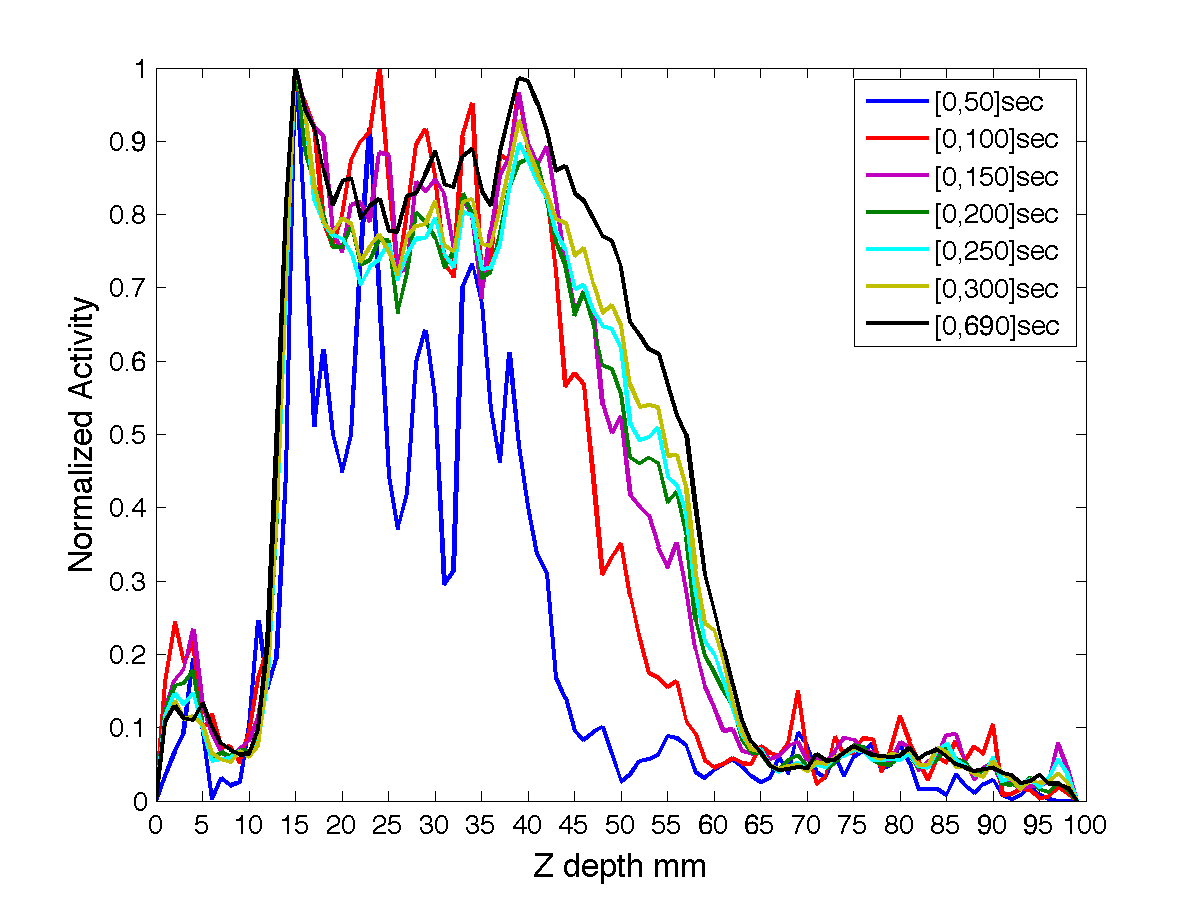 1
0.9
0.8
0.7
0.6
0.5
0.4
0.3
0.2
0.1
0
Normalized Activity
[0,50]sec
[0,100]sec
[0,150]sec
[0,200]sec
[0,250]sec
[0,300]sec
[0,690]sec
0 5 10 15 20 25 30 35 40 45 50 55 60 65 70 75 80 85 90 95 100
Z depth mm